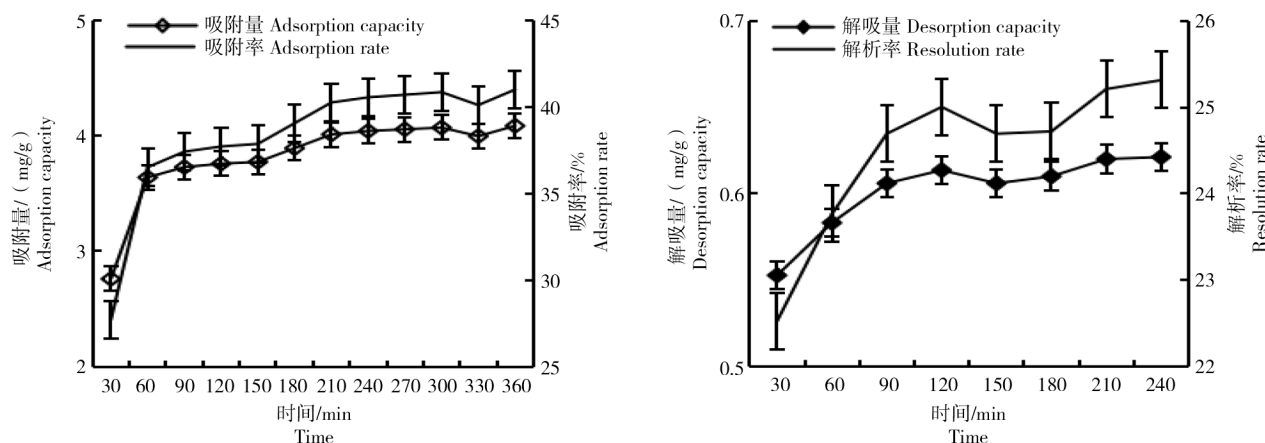 吸附量 Adsorption capacity
吸附率 Adsorption rate
吸附量/（mg/g）
Adsorption capacity
5
4
3
2
45
40
35
30
25
吸附率/%
Adsorption rate
30 60 90 120 150 180 210 240 270 300 330 360
时间/min
Time
解吸量 Desorption capacity
解析率 Resolution rate
解吸量/（mg/g）
Desorption capacity
0.7
0.6
0.5
26
25
24
23
22
解析率/%
Resolution rate
30 60 90 120 150 180 210 240
时间/min
Time